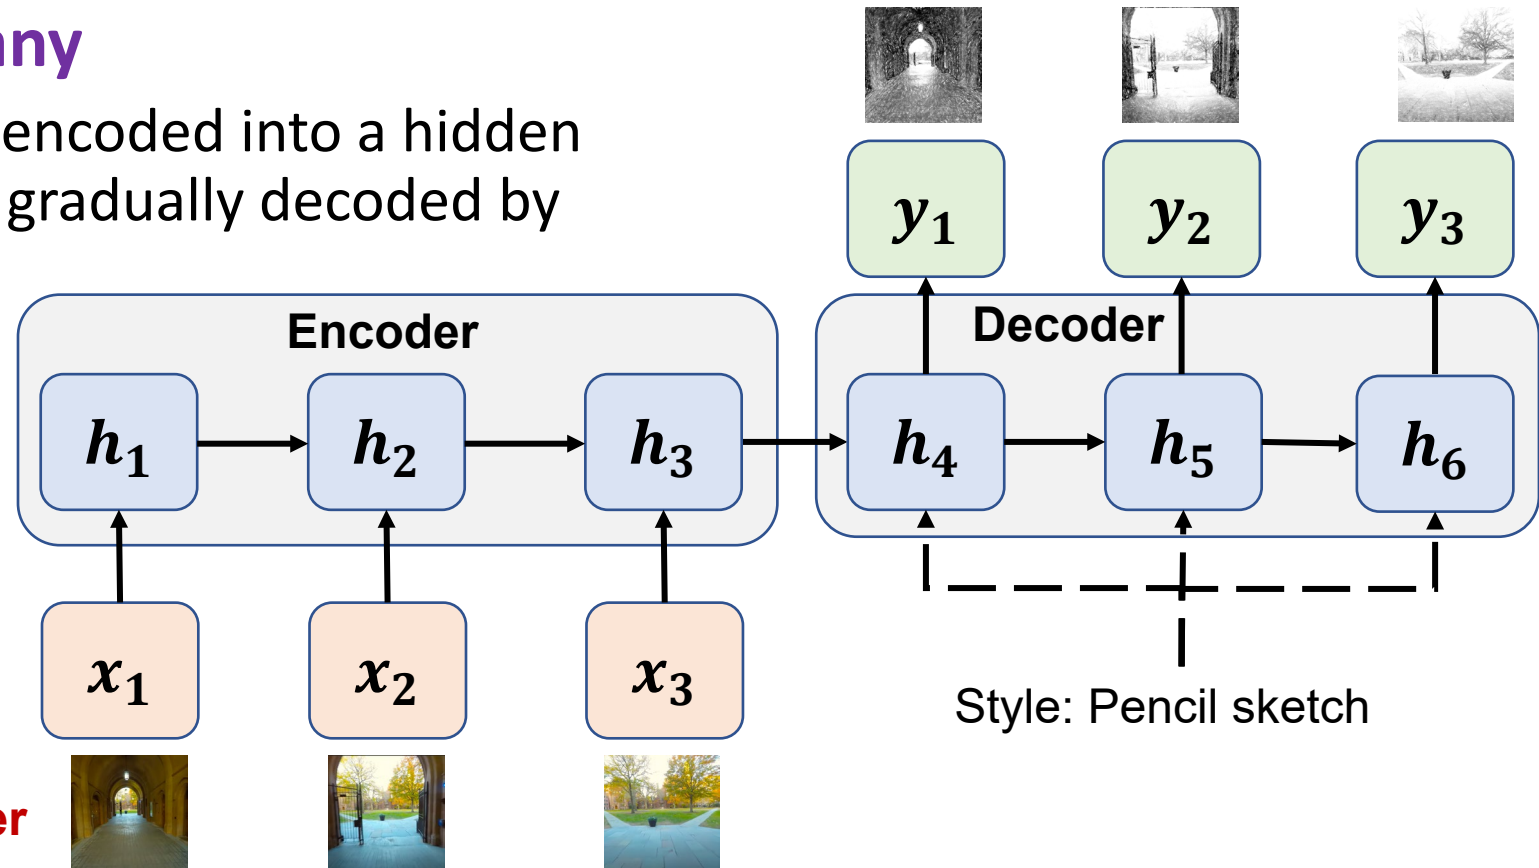 ny
encoded into a hidden
gradually decoded by
Encoder
Decoder
y1 y2 y3
h1 h2 h3 h4 h5 h6
x1 x2 x3
Style: Pencil sketch
er